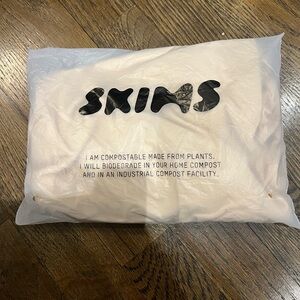 SKIMS
I AM COMPOSTABLE MADE FROM PLANTS.
I WILL BIODEGRADE IN YOUR HOME COMPOST
AND IN AN INDUSTRIAL COMPOST FACILITY.